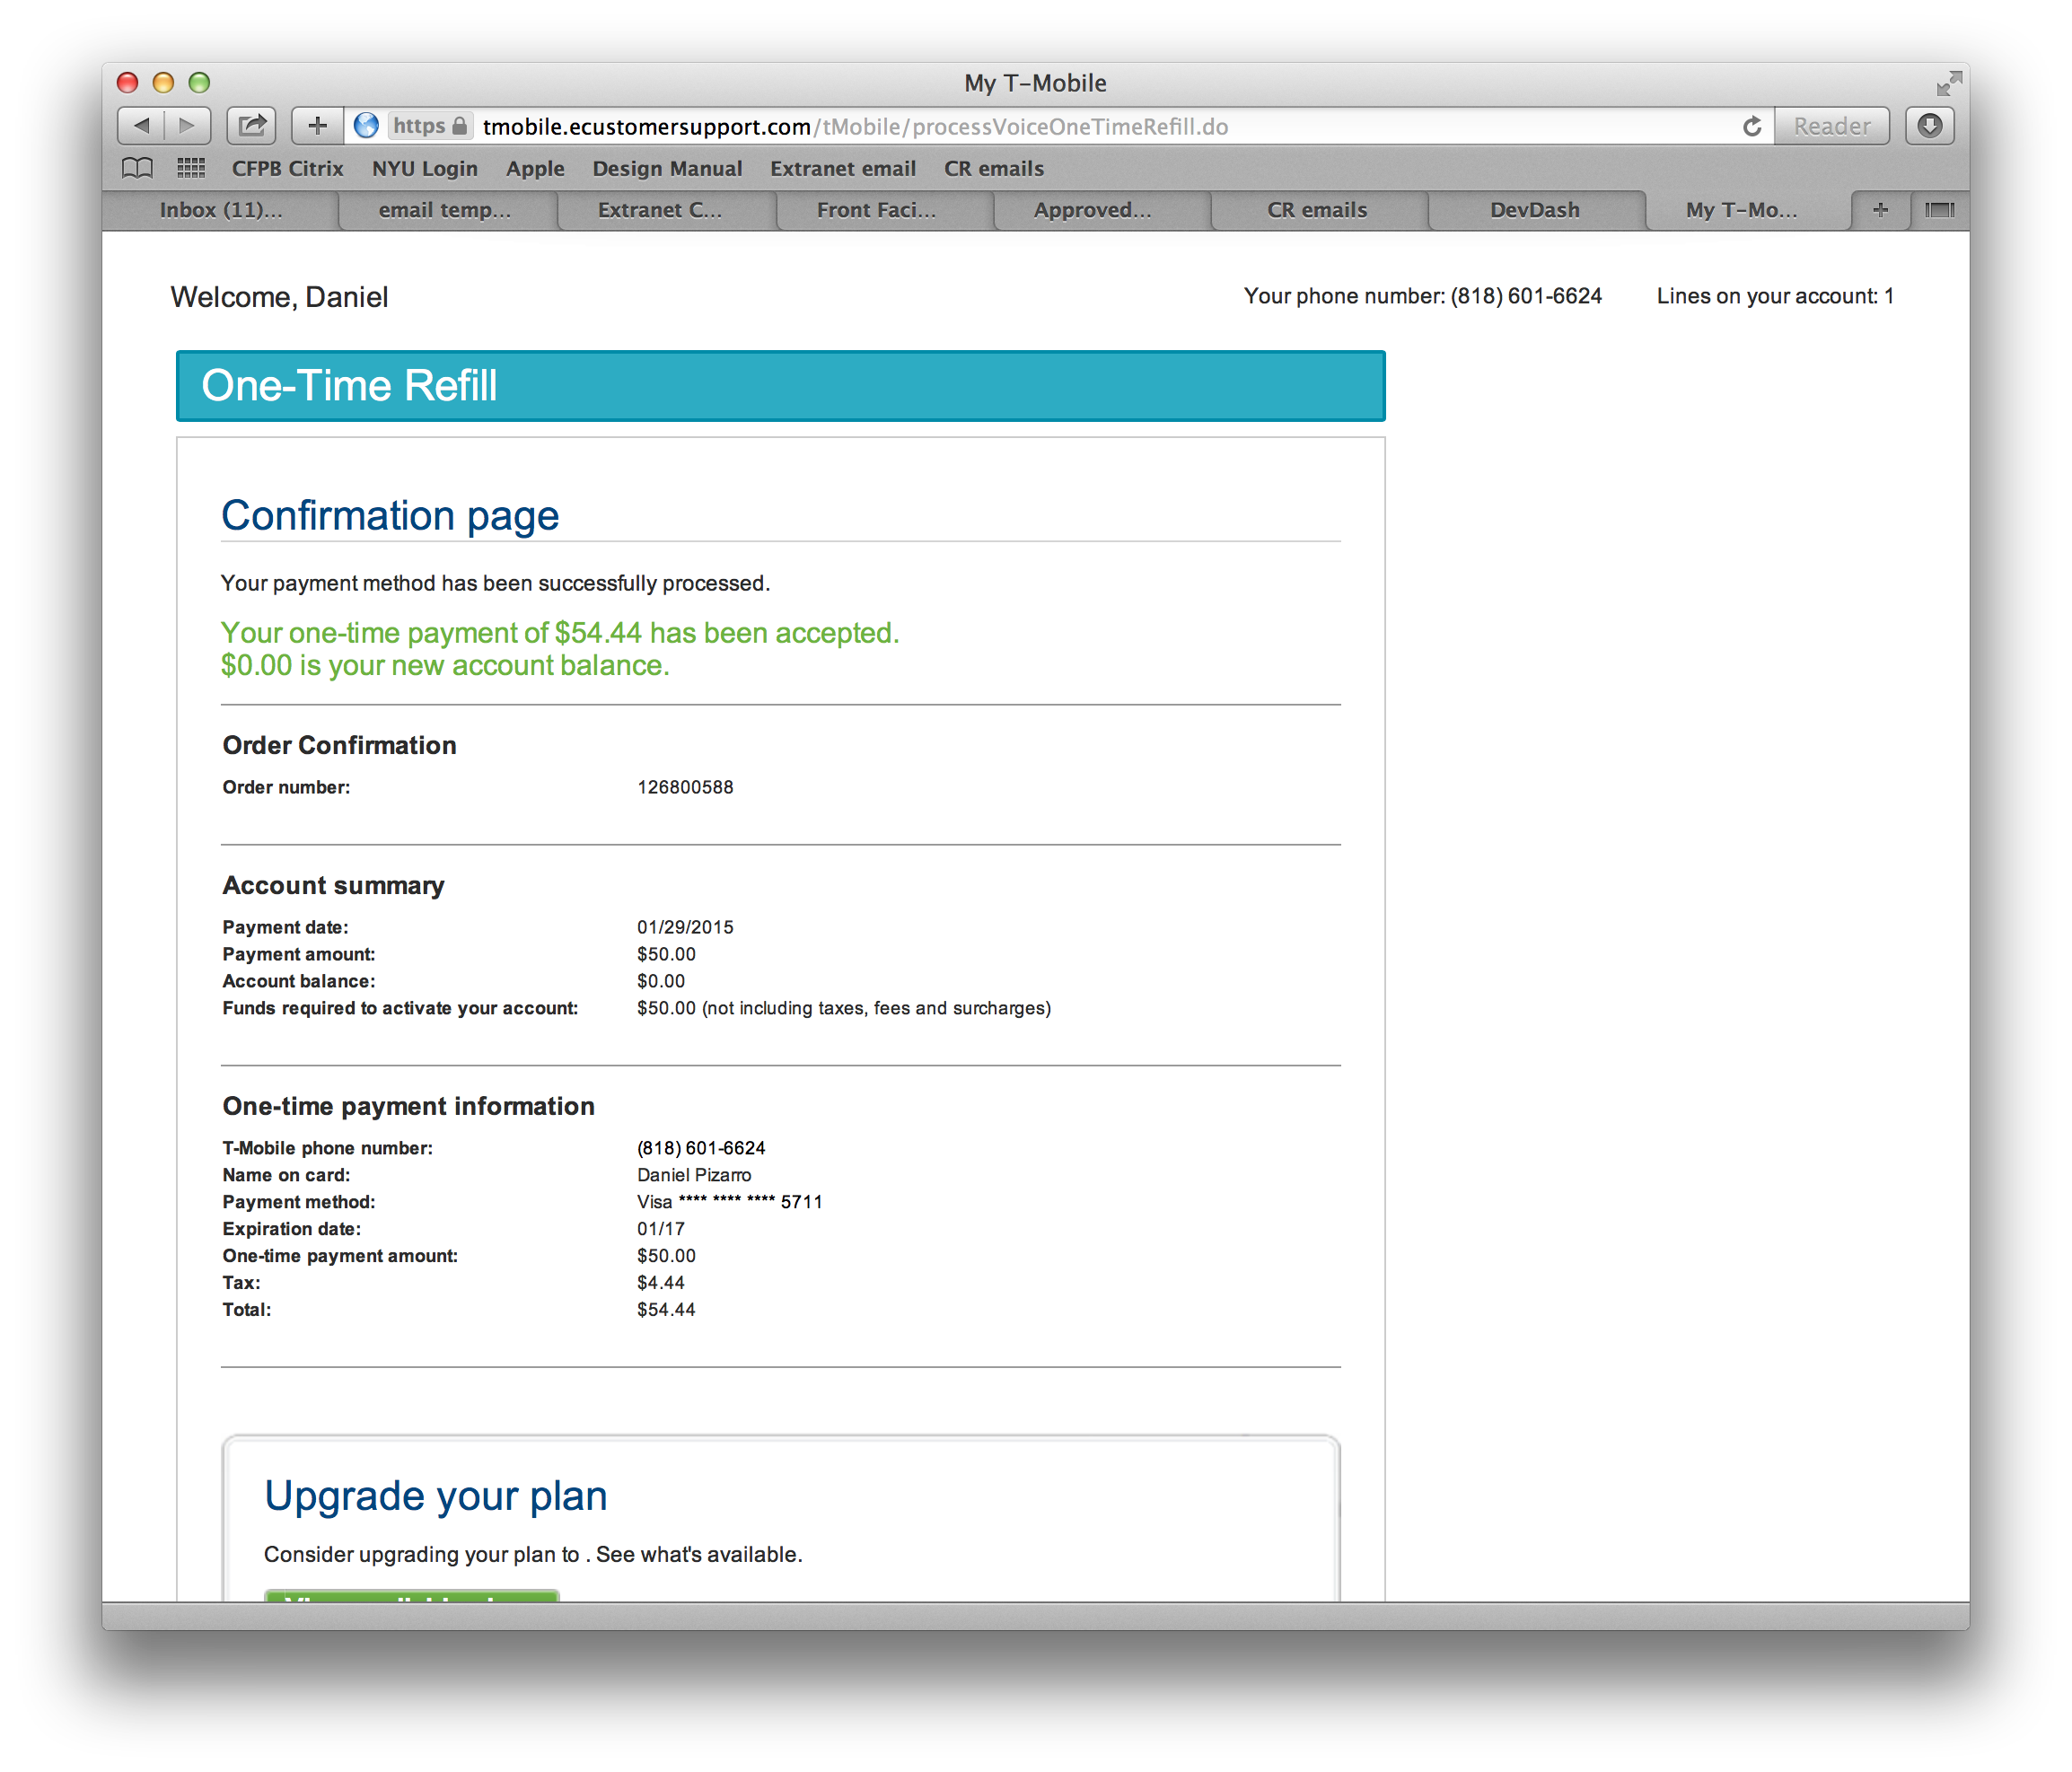 My T-Mobile
https tmobile.ecustomersupport.com/tMobile/processVoiceOneTimeRefill.do Reader
CFPB Citrix NYU Login Apple Design Manual Extranet email CR emails
Inbox (11)... email temp... Extranet C... Front Faci... Approved... CR emails DevDash My T-Mo...
Welcome, Daniel Your phone number: (818) 601-6624 Lines on your account: 1
One-Time Refill
Confirmation page
Your payment method has been successfully processed.
Your one-time payment of $54.44 has been accepted.
$0.00 is your new account balance.
Order Confirmation
Order number: 126800588
Account summary
Payment date: 01/29/2015
Payment amount: $50.00
Account balance: $0.00
Funds required to activate your account: $50.00 (not including taxes, fees and surcharges)
One-time payment information
T-Mobile phone number: (818) 601-6624
Name on card: Daniel Pizarro
Payment method: Visa **** **** **** 5711
Expiration date: 01/17
One-time payment amount: $50.00
Tax: $4.44
Total: $54.44
Upgrade your plan
Consider upgrading your plan to . See what's available.